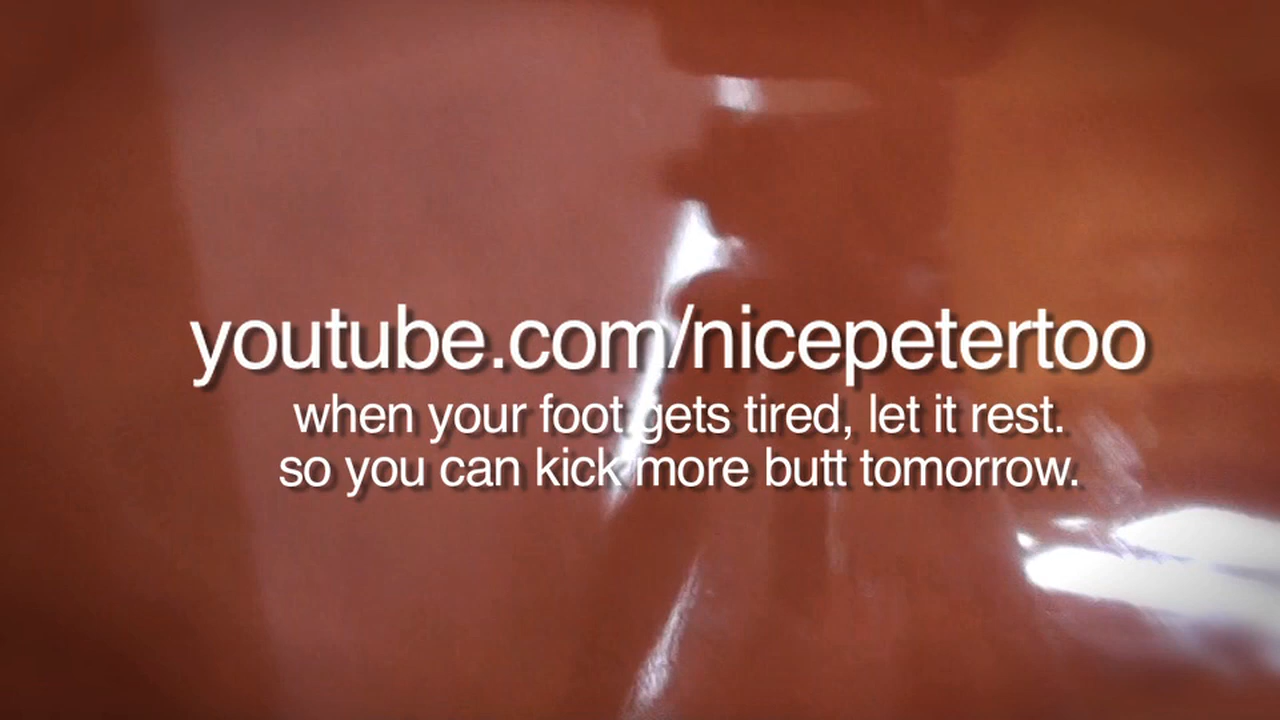 youtube.com/nicepetertoo
when your foot gets tired, let it rest.
so you can kick more butt tomorrow.